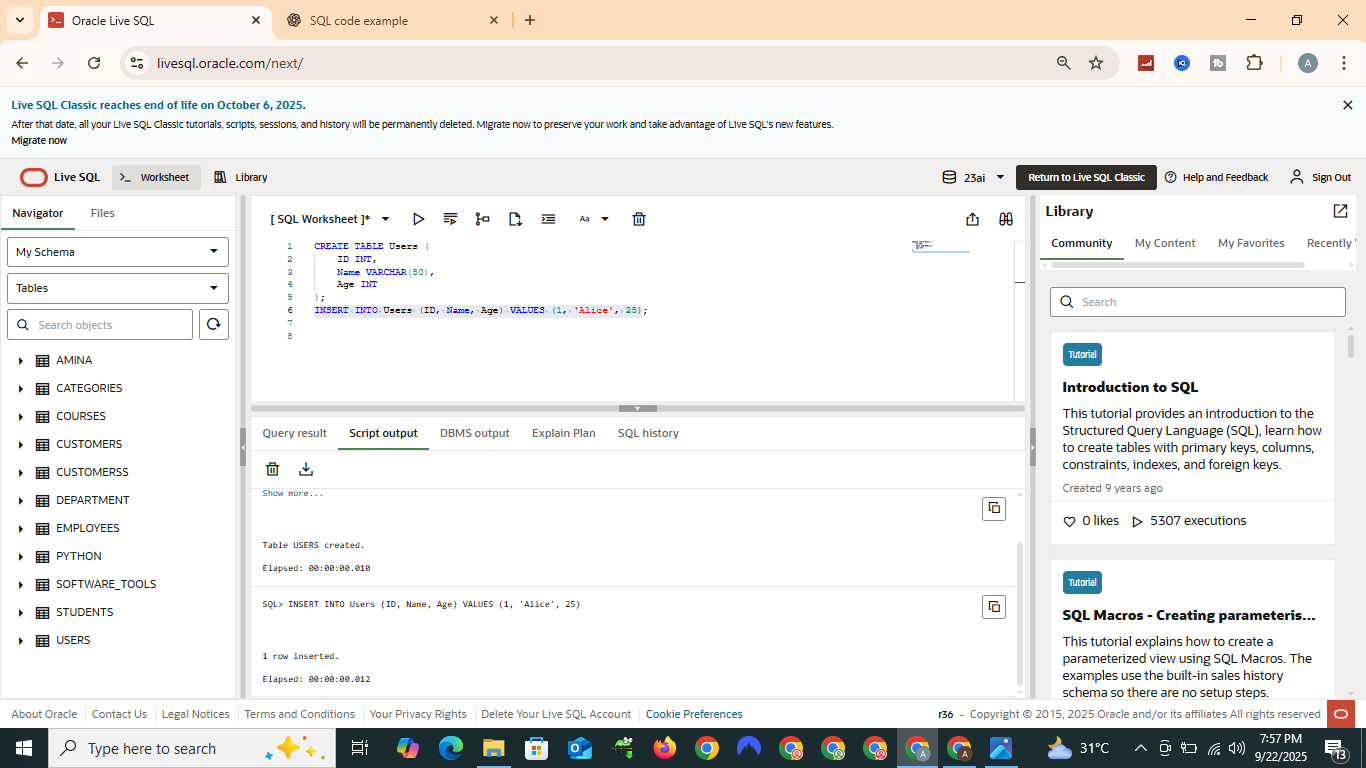 Oracle Live SQL
SQL code example
livesql.oracle.com/next/
A
Live SQL Classic reaches end of life on October 6, 2025.
After that date, all your Live SQL Classic tutorials, scripts, sessions, and history will be permanently deleted. Migrate now to preserve your work and take advantage of Live SQL's new features.
Migrate now
Live SQL
Worksheet
Library
23ai
Return to Live SQL Classic
Help and Feedback
Sign Out
Navigator
Files
My Schema
Tables
Search objects
AMINA
CATEGORIES
COURSES
CUSTOMERS
CUSTOMERSS
DEPARTMENT
EMPLOYEES
PYTHON
SOFTWARE_TOOLS
STUDENTS
USERS
[ SQL Worksheet ]*
Aa
1 CREATE TABLE Users (
2 ID INT,
3 Name VARCHAR(50),
4 Age INT
5 );
6 INSERT INTO Users (ID, Name, Age) VALUES (1, 'Alice', 25);
7
8
Query result
Script output
DBMS output
Explain Plan
SQL history
Show more...
Table USERS created.
Elapsed: 00:00:00.010
SQL> INSERT INTO Users (ID, Name, Age) VALUES (1, 'Alice', 25)
1 row inserted.
Elapsed: 00:00:00.012
Library
Community
My Content
My Favorites
Recently
Search
Tutorial
Introduction to SQL
This tutorial provides an introduction to the
Structured Query Language (SQL), learn how
to create tables with primary keys, columns,
constraints, indexes, and foreign keys.
Created 9 years ago
0 likes
5307 executions
Tutorial
SQL Macros - Creating parameteris...
This tutorial explains how to create a
parameterized view using SQL Macros. The
examples use the built-in sales history
schema so there are no setup steps.
About Oracle
Contact Us
Legal Notices
Terms and Conditions
Your Privacy Rights
Delete Your Live SQL Account
Cookie Preferences
r36 - Copyright © 2015, 2025 Oracle and/or its affiliates All rights reserved
Type here to search
31°C
7:57 PM
9/22/2025
13